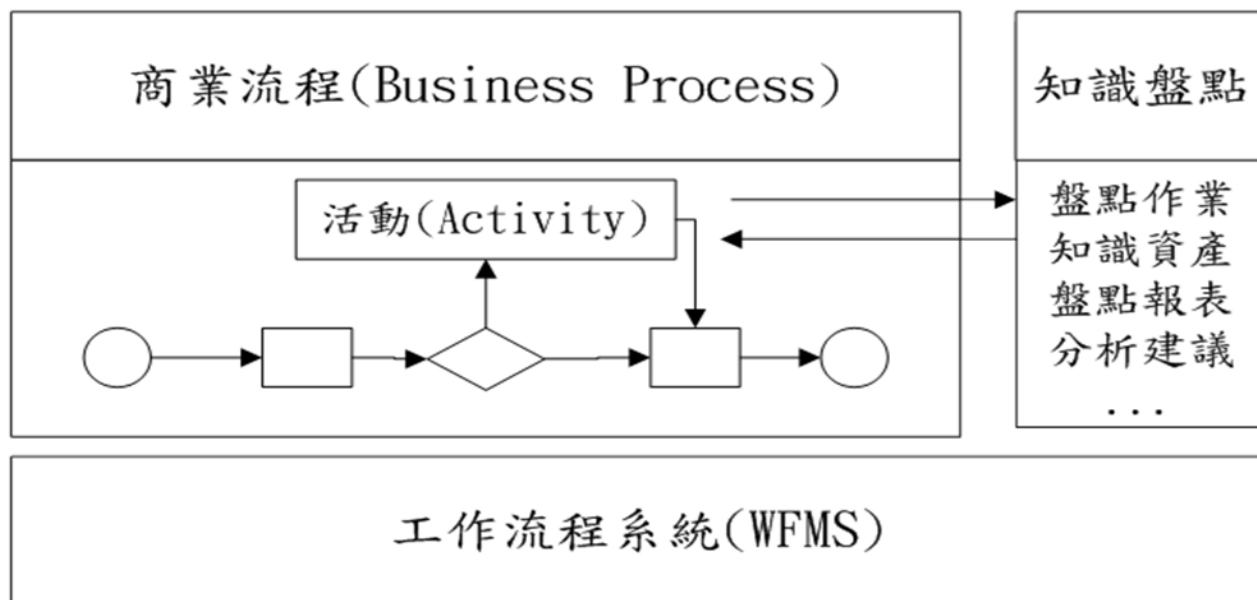 商業流程(Business Process)
知識盤點
活動(Activity)
盤點作業
知識資產
盤點報表
分析建議
...
工作流程系統(WFMS)